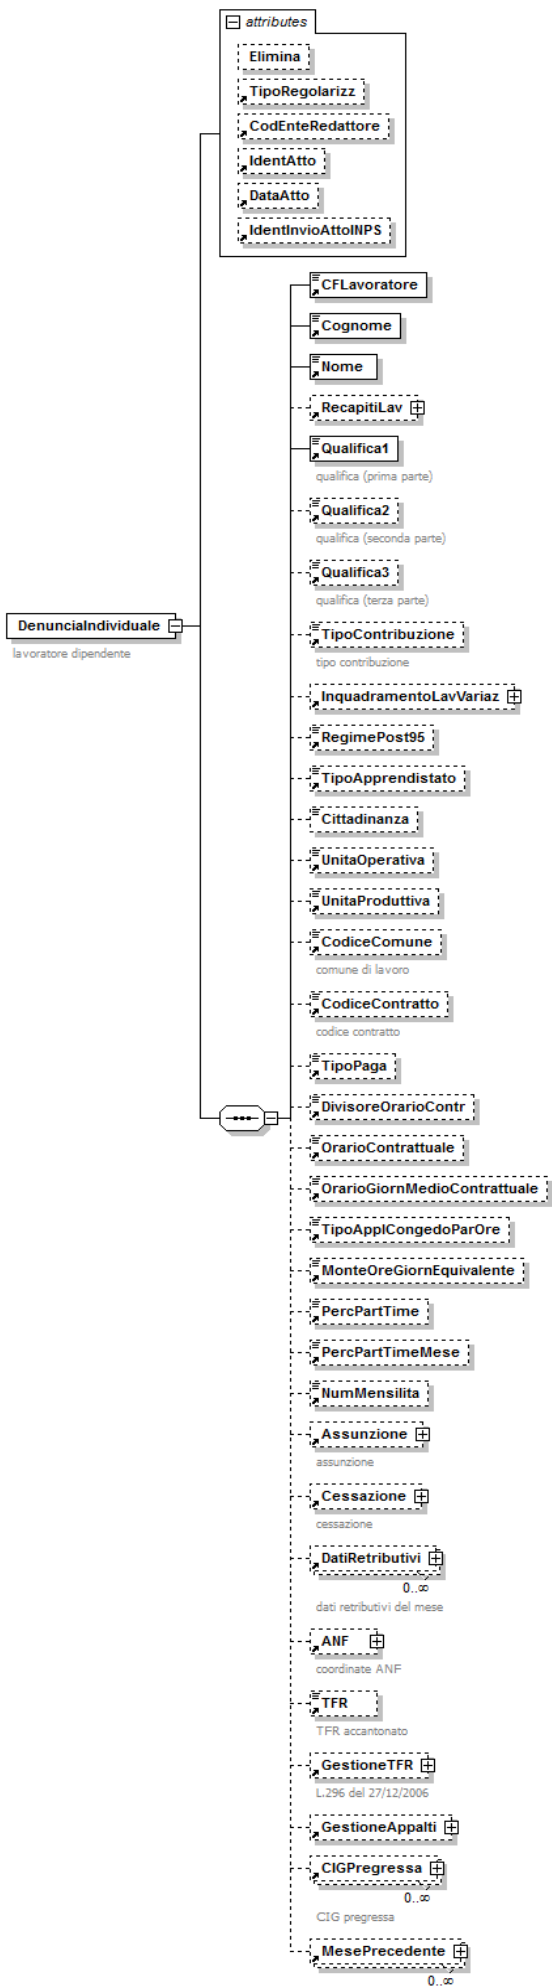 attributes
Elimina
TipoRegolarizz
CodEnteRedattore
IdentAtto
DataAtto
IdentInvioAttoINPS
DenunciaIndividuale
lavoratore dipendente
CFLavoratore
Cognome
Nome
RecapitiLav
Qualifica1
qualifica (prima parte)
Qualifica2
qualifica (seconda parte)
Qualifica3
qualifica (terza parte)
TipoContribuzione
tipo contribuzione
InquadramentoLavVariaz
RegimePost95
TipoApprendistato
Cittadinanza
UnitaOperativa
UnitaProduttiva
CodiceComune
comune di lavoro
CodiceContratto
codice contratto
TipoPaga
DivisoreOrarioContr
OrarioContrattuale
OrarioGiornMedioContrattuale
TipoApplCongedoParOre
MonteOreGiornEquivalente
PercPartTime
PercPartTimeMese
NumMensilita
Assunzione
assunzione
Cessazione
cessazione
DatiRetributivi
0..∞
dati retributivi del mese
ANF
coordinate ANF
TFR
TFR accantonato
GestioneTFR
L.296 del 27/12/2006
GestioneAppalti
CIGPregressa
0..∞
CIG pregressa
MesePrecedente
0..∞